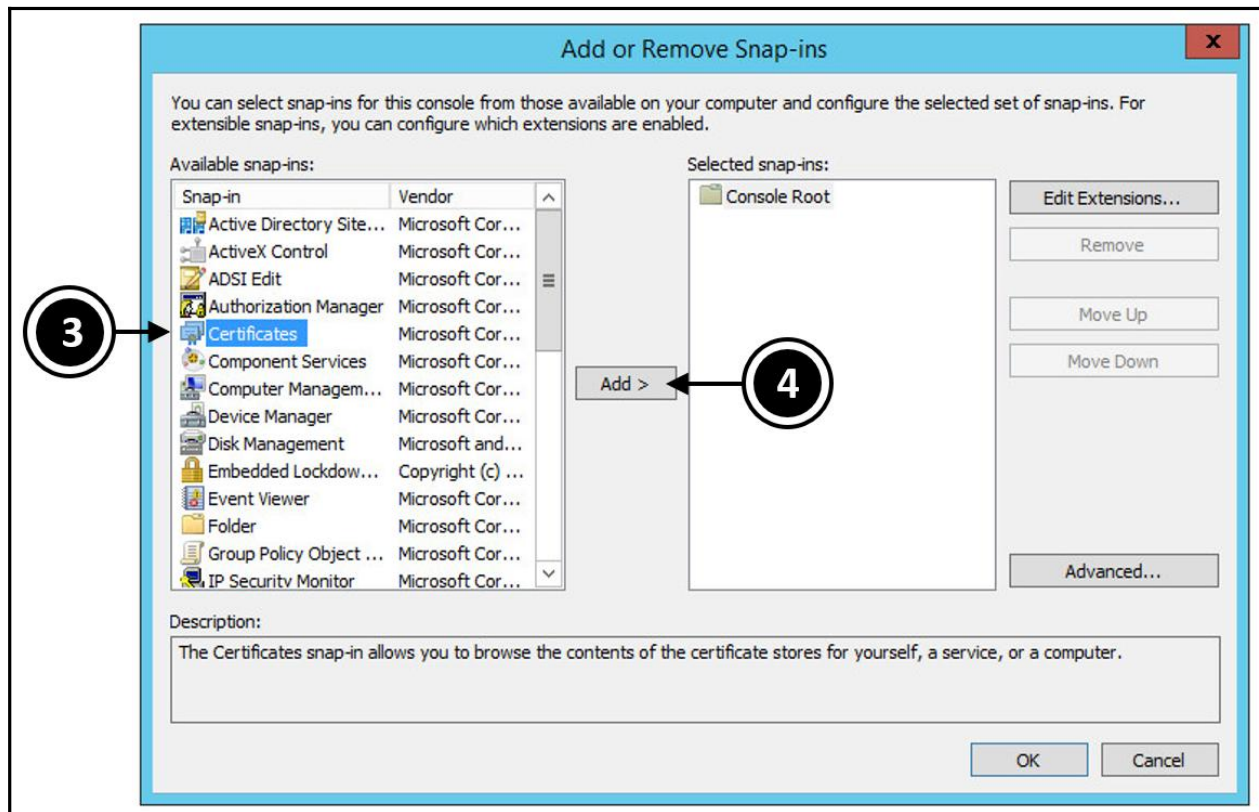 Add or Remove Snap-ins
x
You can select snap-ins for this console from those available on your computer and configure the selected set of snap-ins. For
extensible snap-ins, you can configure which extensions are enabled.
Available snap-ins:
Selected snap-ins:
Snap-in Vendor
Active Directory Site... Microsoft Cor...
ActiveX Control Microsoft Cor...
ADSI Edit Microsoft Cor...
Authorization Manager Microsoft Cor...
Certificates Microsoft Cor...
Component Services Microsoft Cor...
Computer Managem... Microsoft Cor...
Device Manager Microsoft Cor...
Disk Management Microsoft and...
Embedded Lockdow... Copyright (c) ...
Event Viewer Microsoft Cor...
Folder Microsoft Cor...
Group Policy Object ... Microsoft Cor...
IP Security Monitor Microsoft Cor...
3
Add >
4
Console Root
Edit Extensions...
Remove
Move Up
Move Down
Advanced...
Description:
The Certificates snap-in allows you to browse the contents of the certificate stores for yourself, a service, or a computer.
OK
Cancel